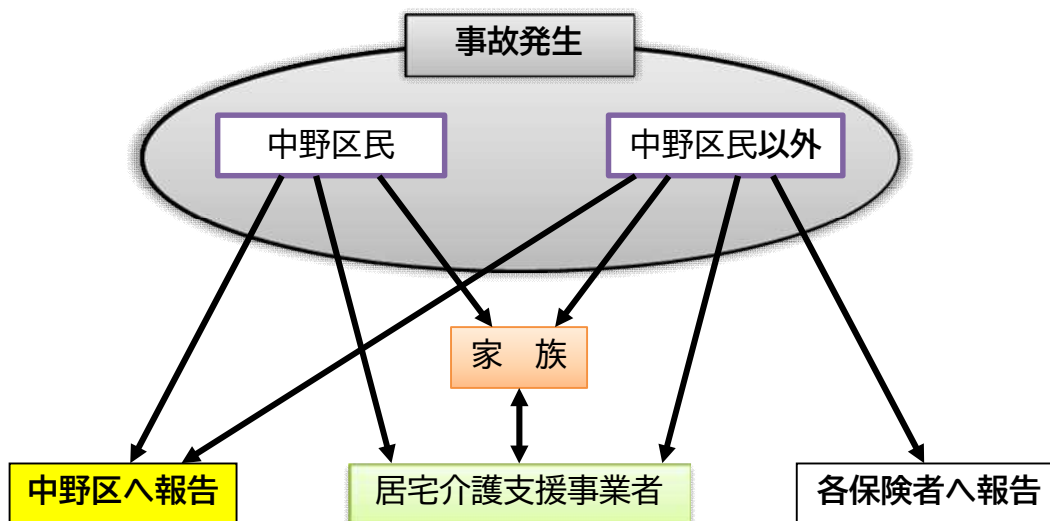 事故発生
中野区民
中野区民以外
家　族
中野区へ報告
居宅介護支援事業者
各保険者へ報告